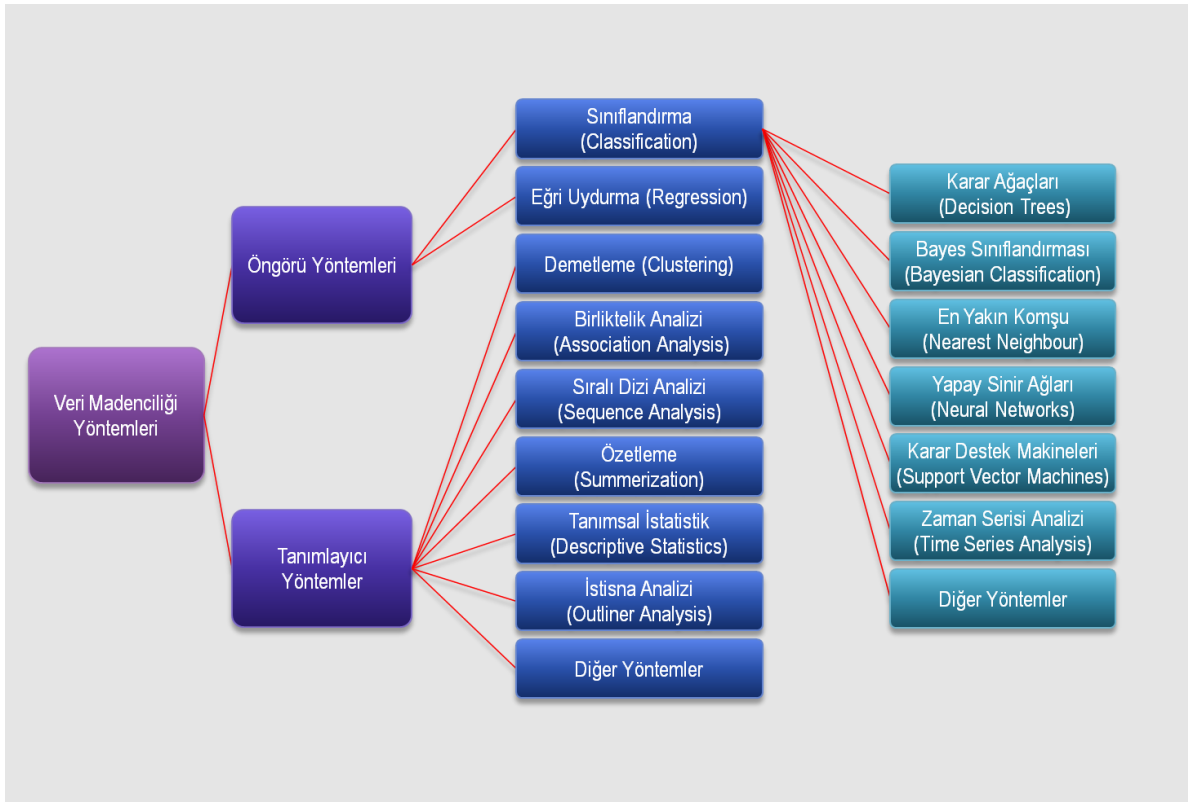 Veri Madenciliği
Yöntemleri
Öngörü Yöntemleri
Tanımlayıcı
Yöntemler
Sınıflandırma
(Classification)
Eğri Uydurma (Regression)
Demetleme (Clustering)
Birliktelik Analizi
(Association Analysis)
Sıralı Dizi Analizi
(Sequence Analysis)
Özetleme
(Summerization)
Tanımsal İstatistik
(Descriptive Statistics)
İstisna Analizi
(Outliner Analysis)
Diğer Yöntemler
Karar Ağaçları
(Decision Trees)
Bayes Sınıflandırması
(Bayesian Classification)
En Yakın Komşu
(Nearest Neighbour)
Yapay Sinir Ağları
(Neural Networks)
Karar Destek Makineleri
(Support Vector Machines)
Zaman Serisi Analizi
(Time Series Analysis)
Diğer Yöntemler